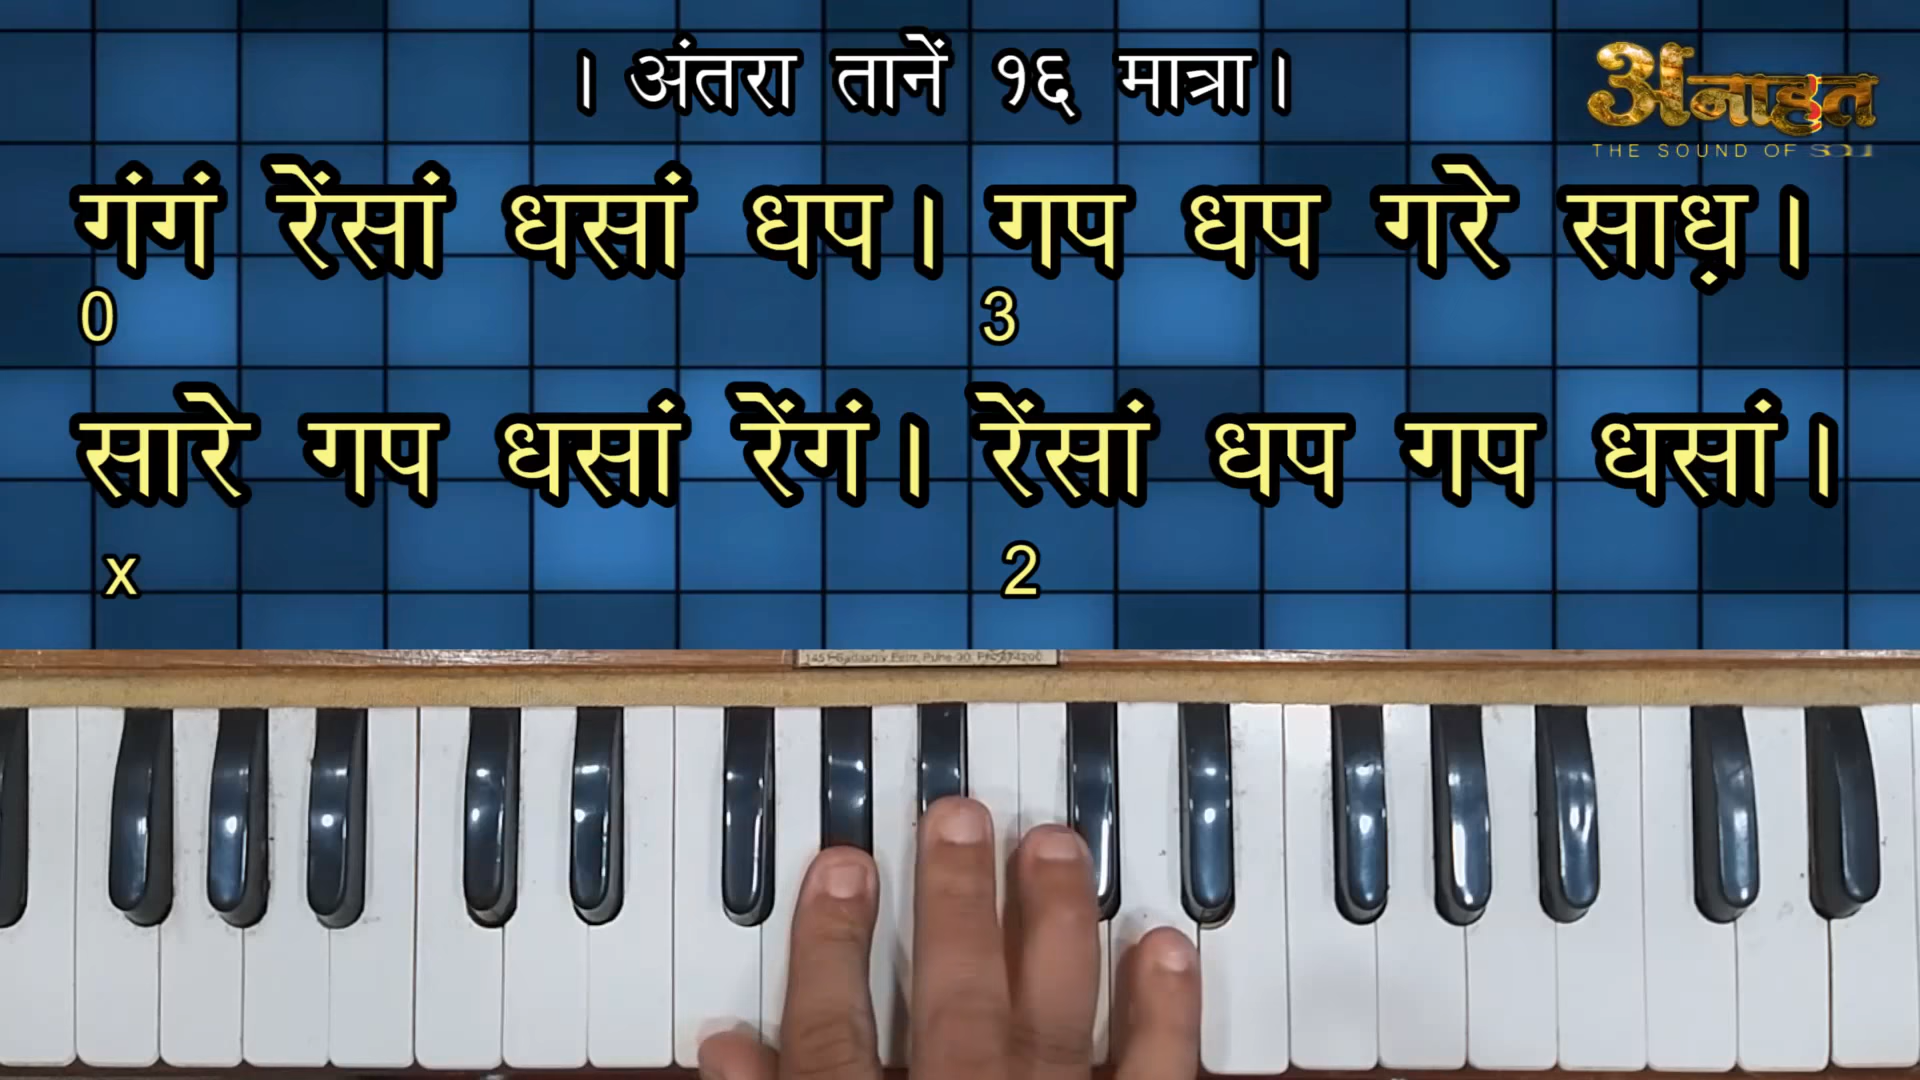 । अंतरा तानें १६ मात्रा।
अनाहत
THE SOUND OF SOUL
गंगं रेंसां धसां धप। गप धप गरे साध़।
0 3
सारे गप धसां रेंगं। रेंसां धप गप धसां।
x 2